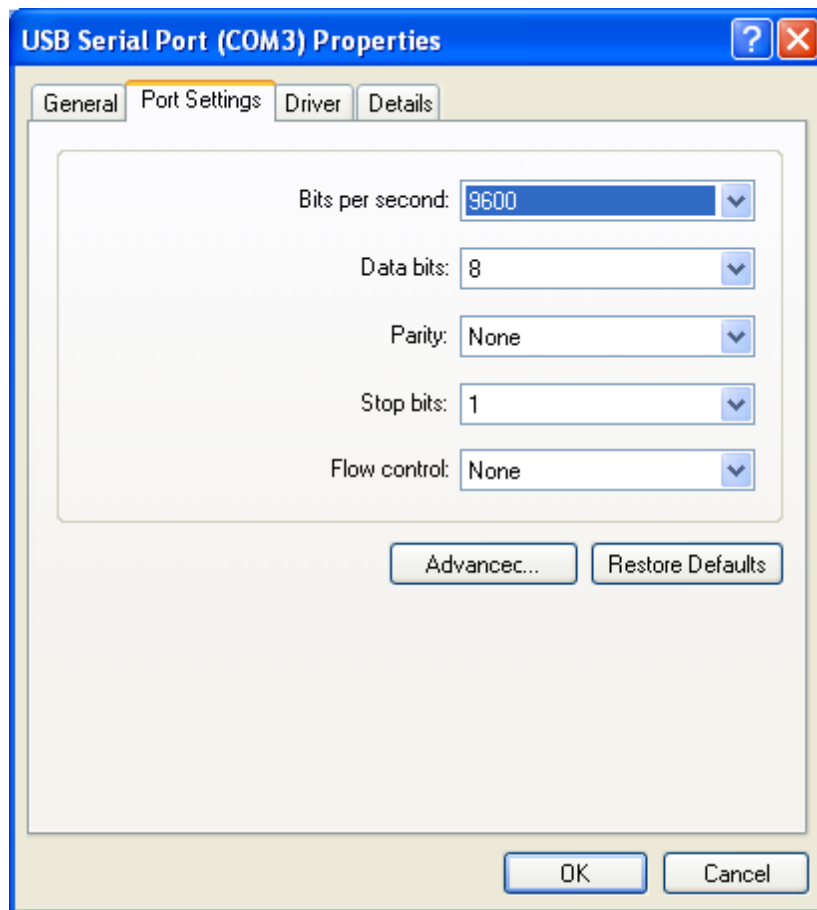 USB Serial Port (COM3) Properties
General Port Settings Driver Details
Bits per second: 9600
Data bits: 8
Parity: None
Stop bits: 1
Flow control: None
Advancec... Restore Defaults
OK Cancel